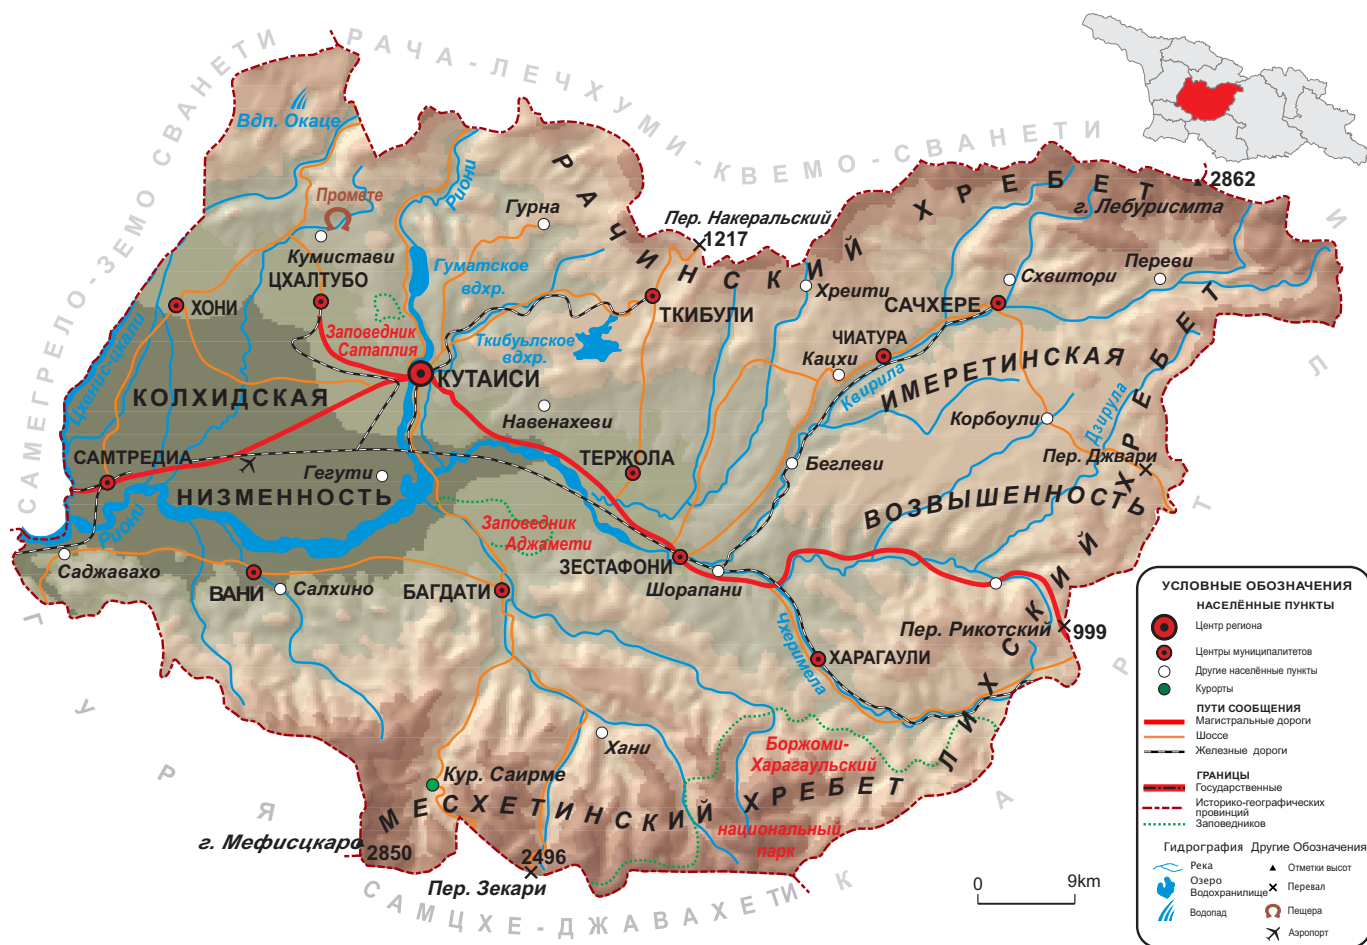 САМЕГРЕЛО-ЗЕМО СВАНЕТИ
РАЧА-ЛЕЧХУМИ-КВЕМО-СВАНЕТИ
Вдп. Окаце
Риони
РАЧИНСКИЙ ХРЕБЕТ
2862
г. Лебурисмта
Промете
Гурна
Пер. Накеральский
1217
Кумистави
ЦХАЛТУБО
Гуматское
вдхр.
Схвитори
Переви
Хреити
САЧХЕРЕ
ХОНИ
ТКИБУЛИ
Заповедник
Сатаплия
Ткибуьлское
вдхр.
ЧИАТУРА
Кацхи
Цхенисцкали
КУТАИСИ
КОЛХИДСКАЯ
НИЗМЕННОСТЬ
Квирила
ИМЕРЕТИНСКАЯ
ВОЗВЫШЕННОСТЬ
Навенахеви
Корбоули
Дзирула
САМТРЕДИА
Гегути
ТЕРЖОЛА
Беглеви
Пер. Джвари
ЛИХСКИЙ ХРЕБЕТ
Риони
Заповедник
Аджамети
Саджавахо
ВАНИ
Салхино
БАГДАТИ
ЗЕСТАФОНИ
Шорапани
Пер. Рикотский
999
Чхеримела
ХАРАГАУЛИ
Хани
Боржоми-
Харагаульский
национальный
парк
Кур. Саирме
МЕСХЕТИНСКИЙ ХРЕБЕТ
г. Мефисцкаро
2850
2496
Пер. Зекари
ГУРИЯ
САМЦХЕ-ДЖАВАХЕТИ
КАРТЛИ
0
9km
УСЛОВНЫЕ ОБОЗНАЧЕНИЯ
НАСЕЛЁННЫЕ ПУНКТЫ
Центр региона
Центры муниципалитетов
Другие населённые пункты
Курорты
ПУТИ СООБЩЕНИЯ
Магистральные дороги
Шоссе
Железные дороги
ГРАНИЦЫ
Государственные
Историко-географических
провинций
Заповедников
Гидрография
Река
Озеро
Водохранилище
Водопад
Другие Обозначения
Отметки высот
Перевал
Пещера
Аэропорт